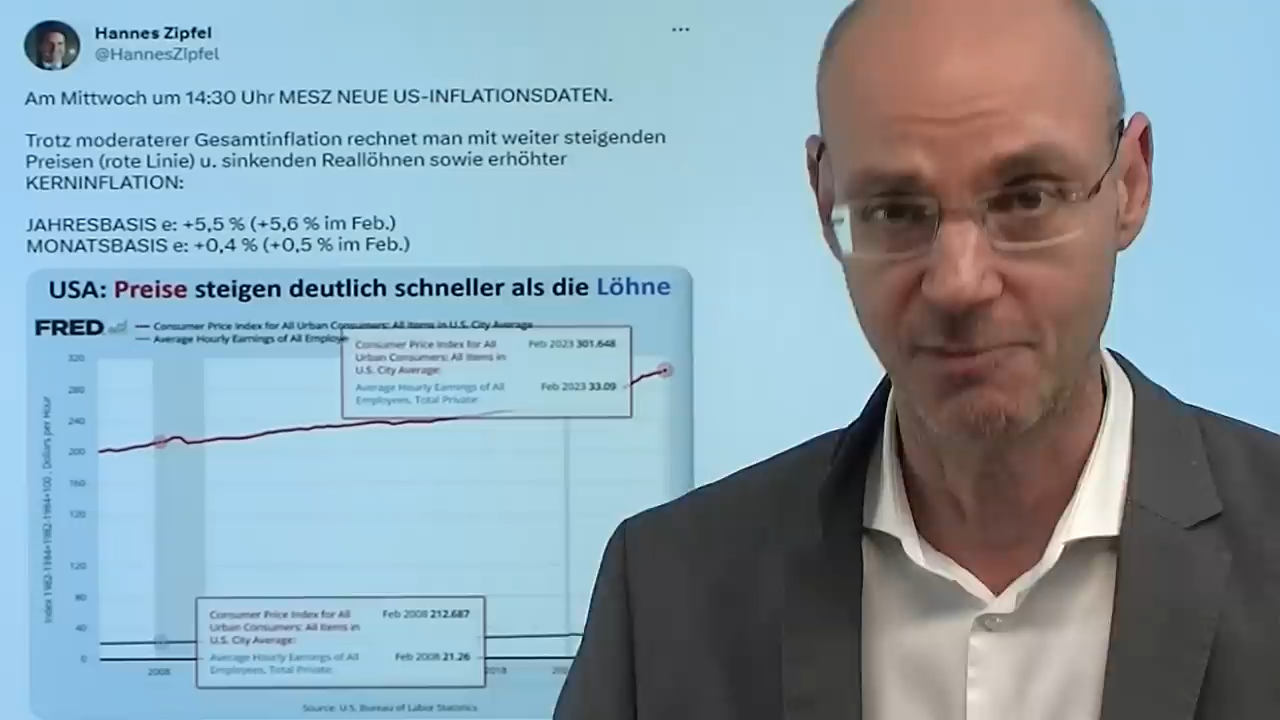 Hannes Zipfel
@HannesZIpfel
...
Am Mittwoch um 14:30 Uhr MESZ NEUE US-INFLATIONSDATEN.
Trotz moderaterer Gesamtinflation rechnet man mit weiter steigenden
Preisen (rote Linie) u. sinkenden Reallöhnen sowie erhöhter
KERNINFLATION:
JAHRESBASIS e: +5,5 % (+5,6 % im Feb.)
MONATSBASIS e: +0,4 % (+0,5 % im Feb.)
USA: Preise steigen deutlich schneller als die Löhne
FRED
Consumer Price Index for All Urban Consumers: All Items in U.S. City Average
Average Hourly Earnings of All Employe
Consumer Price Index for All
Urban Consumers: All Items in
U.S. City Average:
Feb 2023 301.648
Average Hourly Earnings of All
Employees, Total Private:
Feb 2023 33.09
320
280
240
200
160
120
120
80
40
0
Consumer Price Index for All
Urban Consumers: All Items in
U.S. City Average:
Feb 2008 212.687
Average Hourly Earnings of All
Employees, Total Private:
Feb 2008 21.26
2008
2018
Source: U.S. Bureau of Labor Statistics